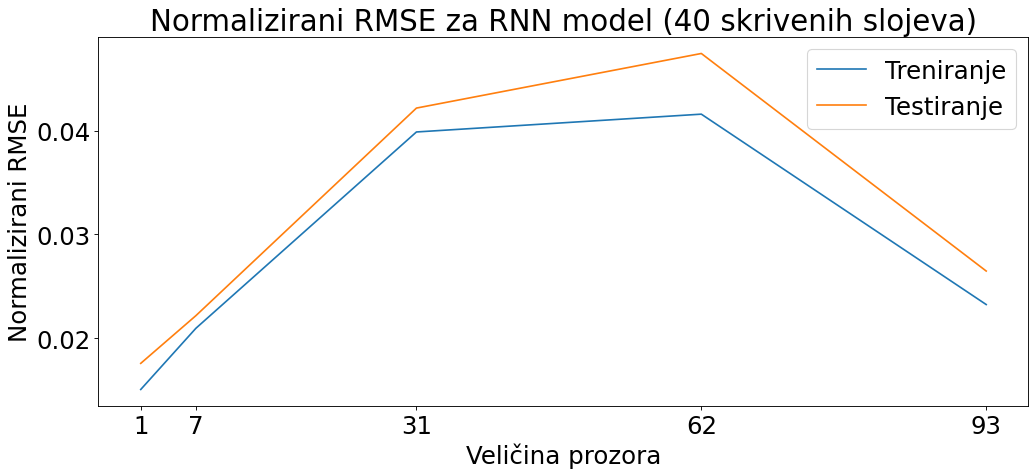 Normalizirani RMSE za RNN model (40 skrivenih slojeva)
Treniranje
Testiranje
Normalizirani RMSE
0.04
0.03
0.02
1 7 31 62 93
Veličina prozora